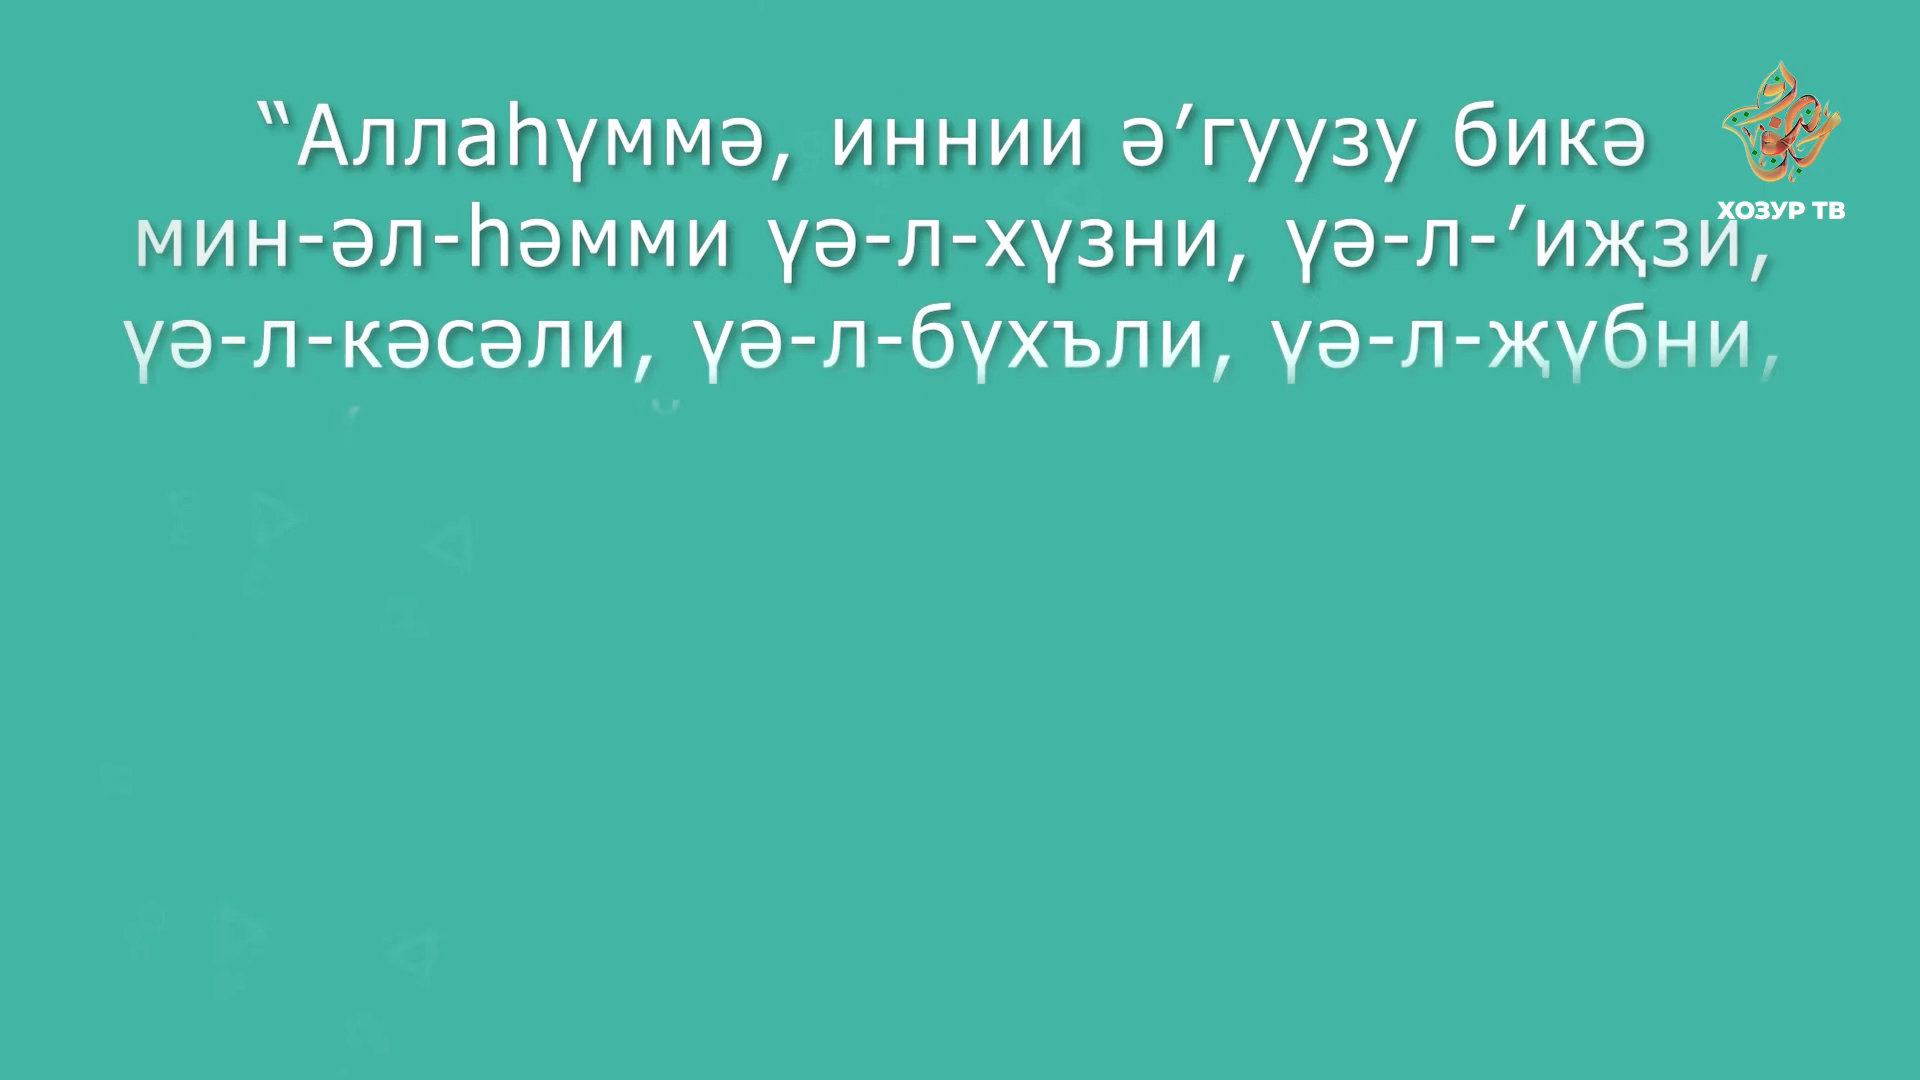 “Аллаһүммә, иннии ә’гуузу бикә
мин-әл-һәмми үә-л-хүзни, үә-л-’иҗзи,
үә-л-кәсәли, үә-л-бүхъли, үә-л-җүбни,
ХОЗУР ТВ